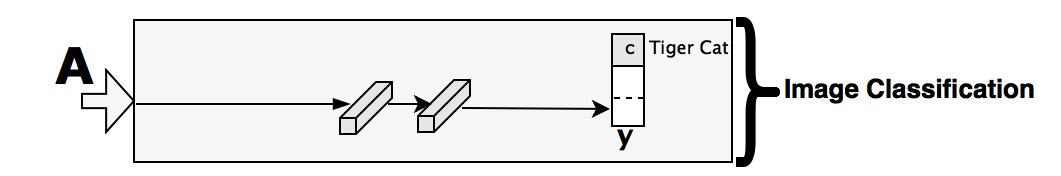 A
c Tiger Cat
y
Image Classification